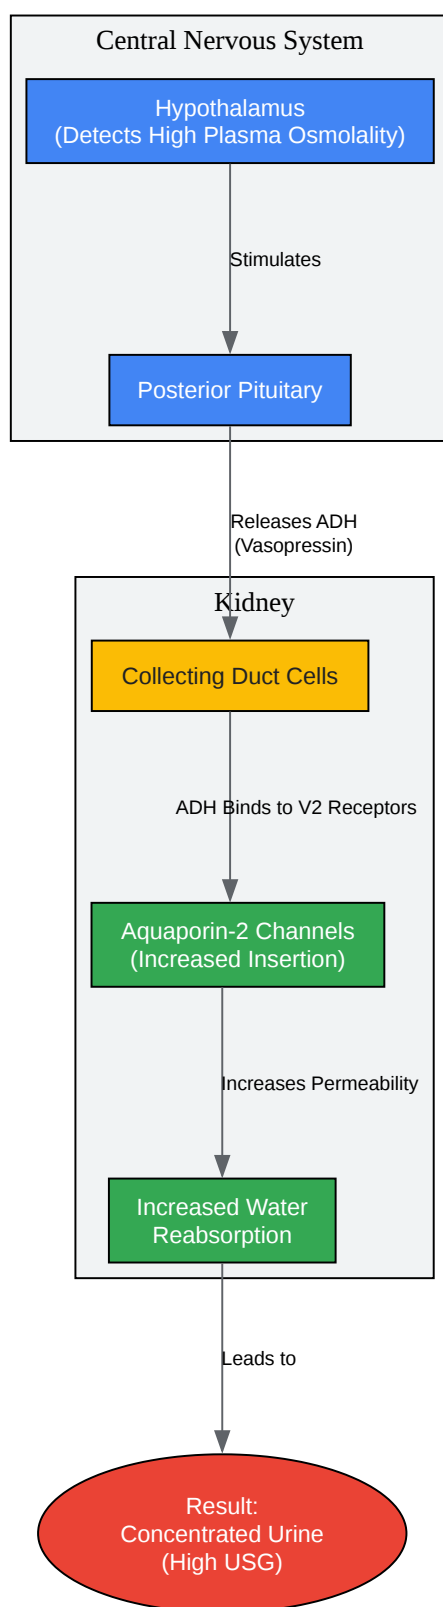 Central Nervous System
Hypothalamus
(Detects High Plasma Osmolality)
Stimulates
Posterior Pituitary
Releases ADH
(Vasopressin)
Kidney
Collecting Duct Cells
ADH Binds to V2 Receptors
Aquaporin-2 Channels
(Increased Insertion)
Increases Permeability
Increased Water
Reabsorption
Leads to
Result:
Concentrated Urine
(High USG)